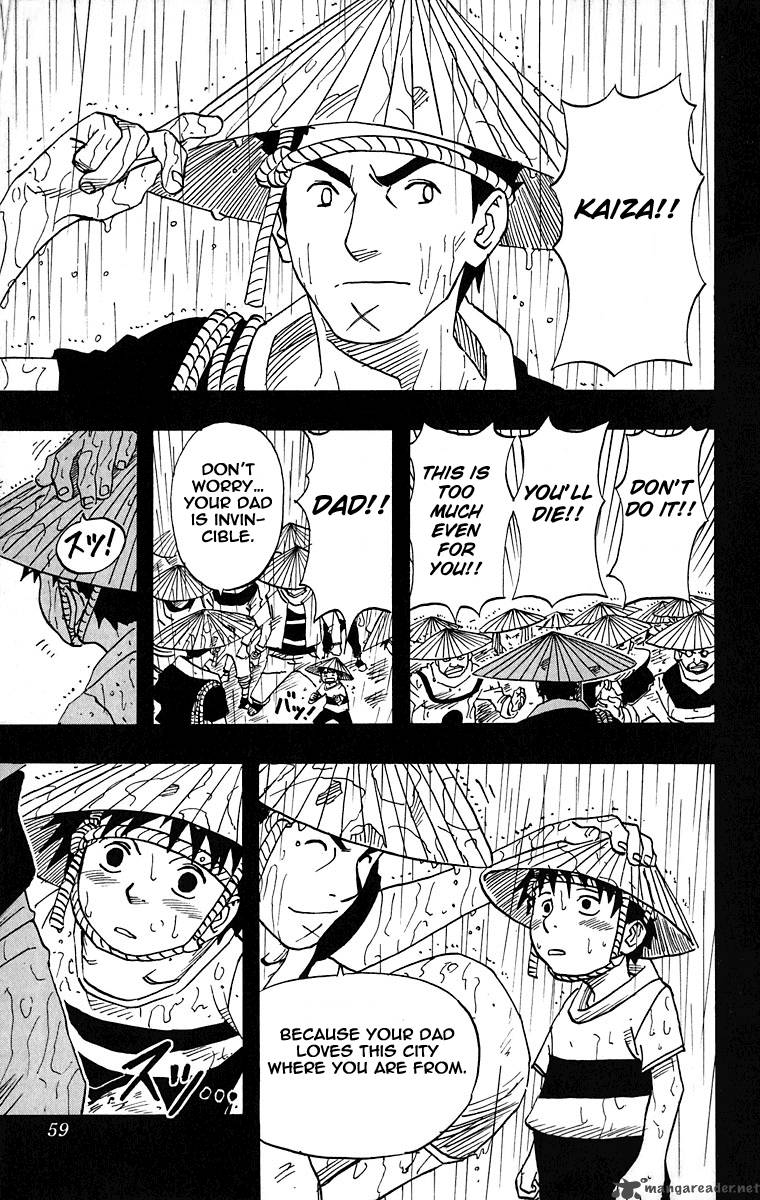 KAIZA!!
DON'T
DO IT!!
YOU'LL
DIE!!
THIS IS
TOO
MUCH
EVEN
FOR
YOU!!
DAD!!
DON'T
WORRY...
YOUR DAD
IS INVIN-
CIBLE.
バッ!
スッ!
BECAUSE YOUR DAD
LOVES THIS CITY
WHERE YOU ARE FROM.
スッ...
59
mangareader.net